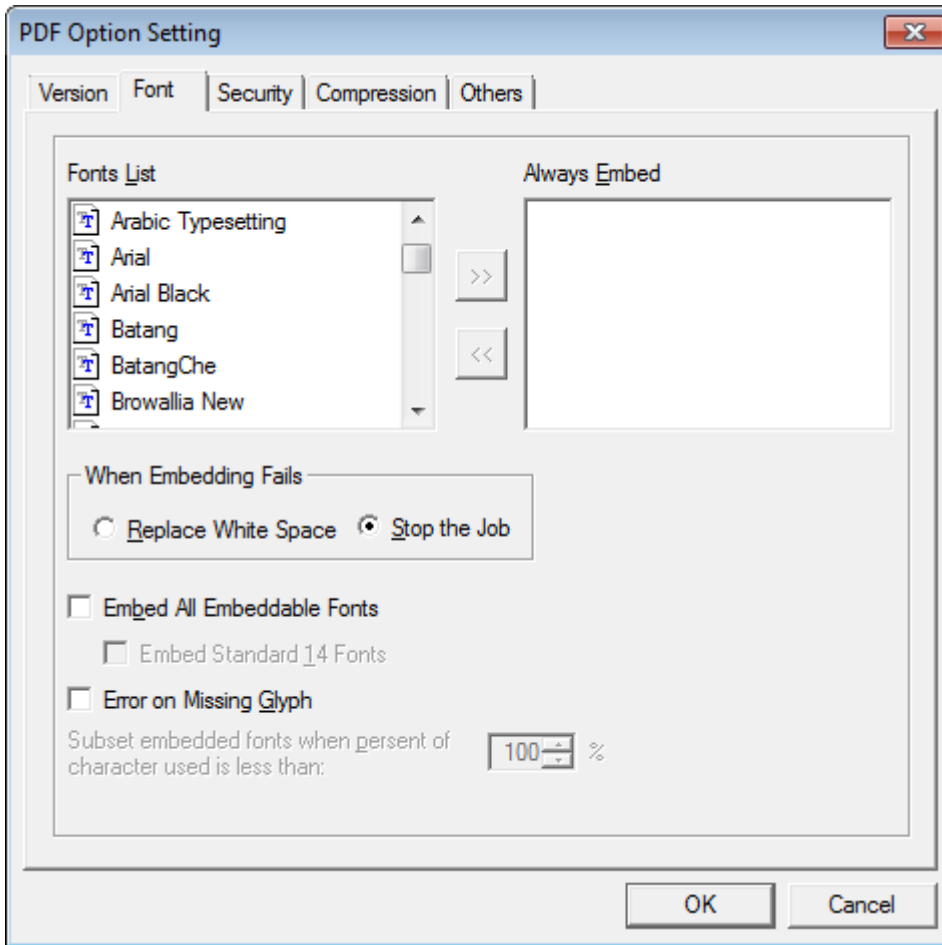 PDF Option Setting
Version Font Security Compression Others
Fonts List Always Embed
Arabic Typesetting
Arial
Arial Black
Batang
BatangChe
Browallia New
>>
<<
When Embedding Fails
Replace White Space Stop the Job
Embed All Embeddable Fonts
Embed Standard 14 Fonts
Error on Missing Glyph
Subset embedded fonts when persent of
character used is less than:
100 %
OK Cancel